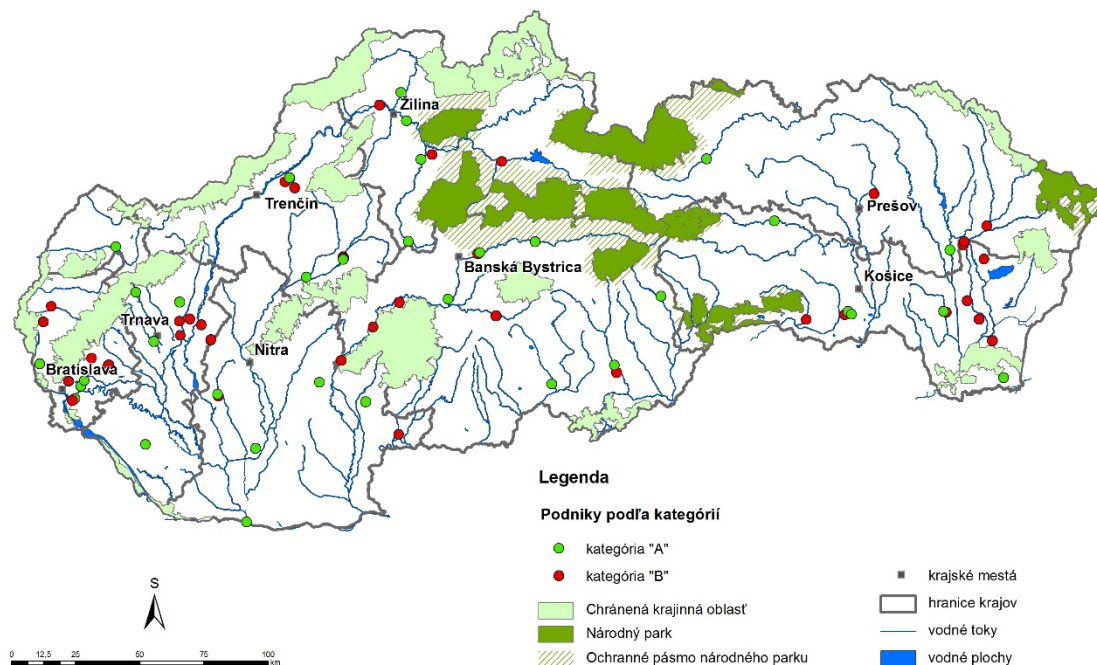 Žilina
Trenčín
Prešov
Banská Bystrica
Košice
Trnava
Nitra
Bratislava
Legenda
Podniky podľa kategórií
kategória "A"
kategória "B"
Chránená krajinná oblasť
Národný park
Ochranné pásmo národného parku
krajské mestá
hranice krajov
vodné toky
vodné plochy
S
0 12,5 25 50 75 100
km